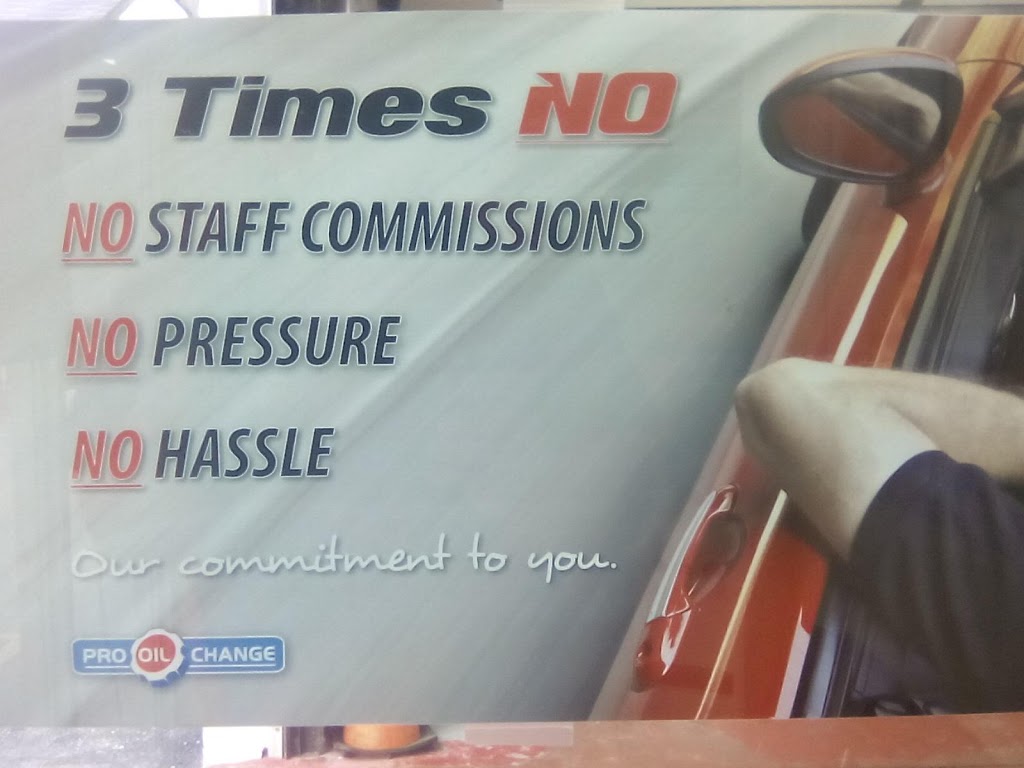 3 Times NO
NO STAFF COMMISSIONS
NO PRESSURE
NO HASSLE
Our commitment to you.
PRO OIL CHANGE